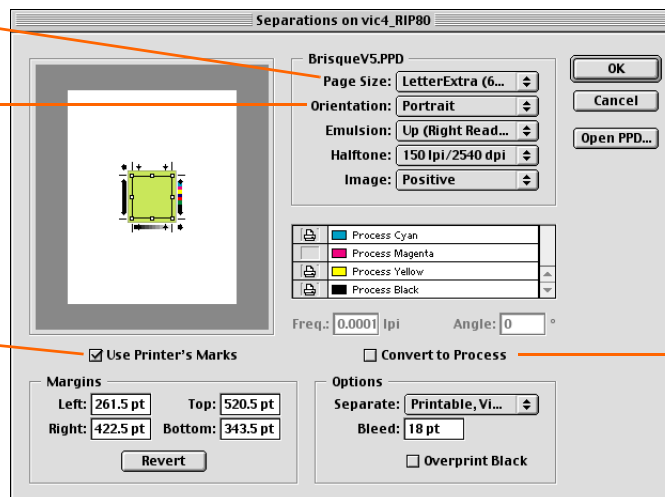 Separations on vic4_RIP80
BrisqueV5.PPD
Page Size: LetterExtra (6...
Orientation: Portrait
Emulsion: Up (Right Read...
Halftone: 150 lpi/2540 dpi
Image: Positive
OK
Cancel
Open PPD...
Process Cyan
Process Magenta
Process Yellow
Process Black
Freq.: 0.0001 lpi Angle: 0 °
Use Printer's Marks
Convert to Process
Margins
Left: 261.5 pt Top: 520.5 pt
Right: 422.5 pt Bottom: 343.5 pt
Revert
Options
Separate: Printable, Vi...
Bleed: 18 pt
Overprint Black